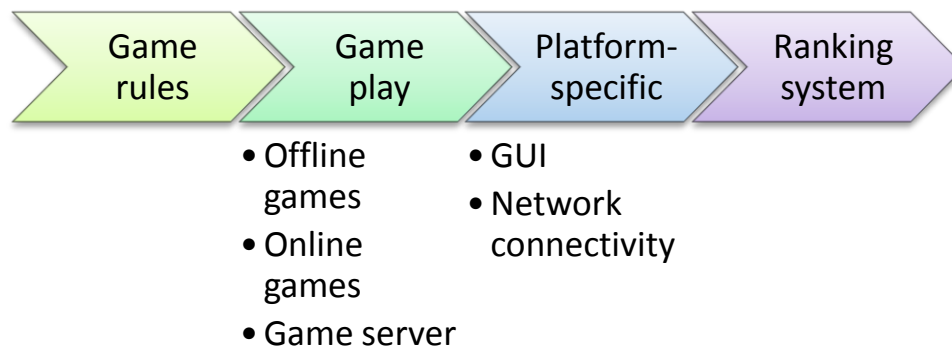 Game
rules
Game
play
Platform-
specific
Ranking
system
• Offline
games
• Online
games
• Game server
• GUI
• Network
connectivity